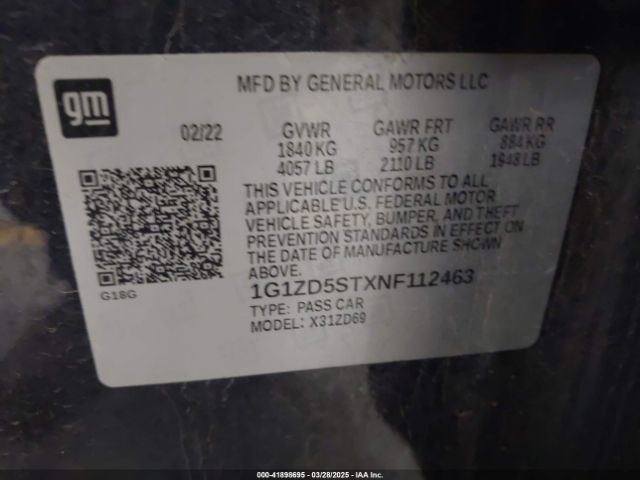 gm
MFD BY GENERAL MOTORS LLC
02/22 GVWR GAWR FRT GAWR RR
1840 KG 957 KG 884 KG
4057 LB 2110 LB 1948 LB
THIS VEHICLE CONFORMS TO ALL
APPLICABLE U.S. FEDERAL MOTOR
VEHICLE SAFETY, BUMPER, AND THEFT
PREVENTION STANDARDS IN EFFECT ON
THE DATE OF MANUFACTURE SHOWN
ABOVE.
G18G
1G1ZD5STXNF112463
TYPE: PASS CAR
MODEL: X31ZD69
000-41898695 - 03/28/2025 - Copyright IAA, Inc.